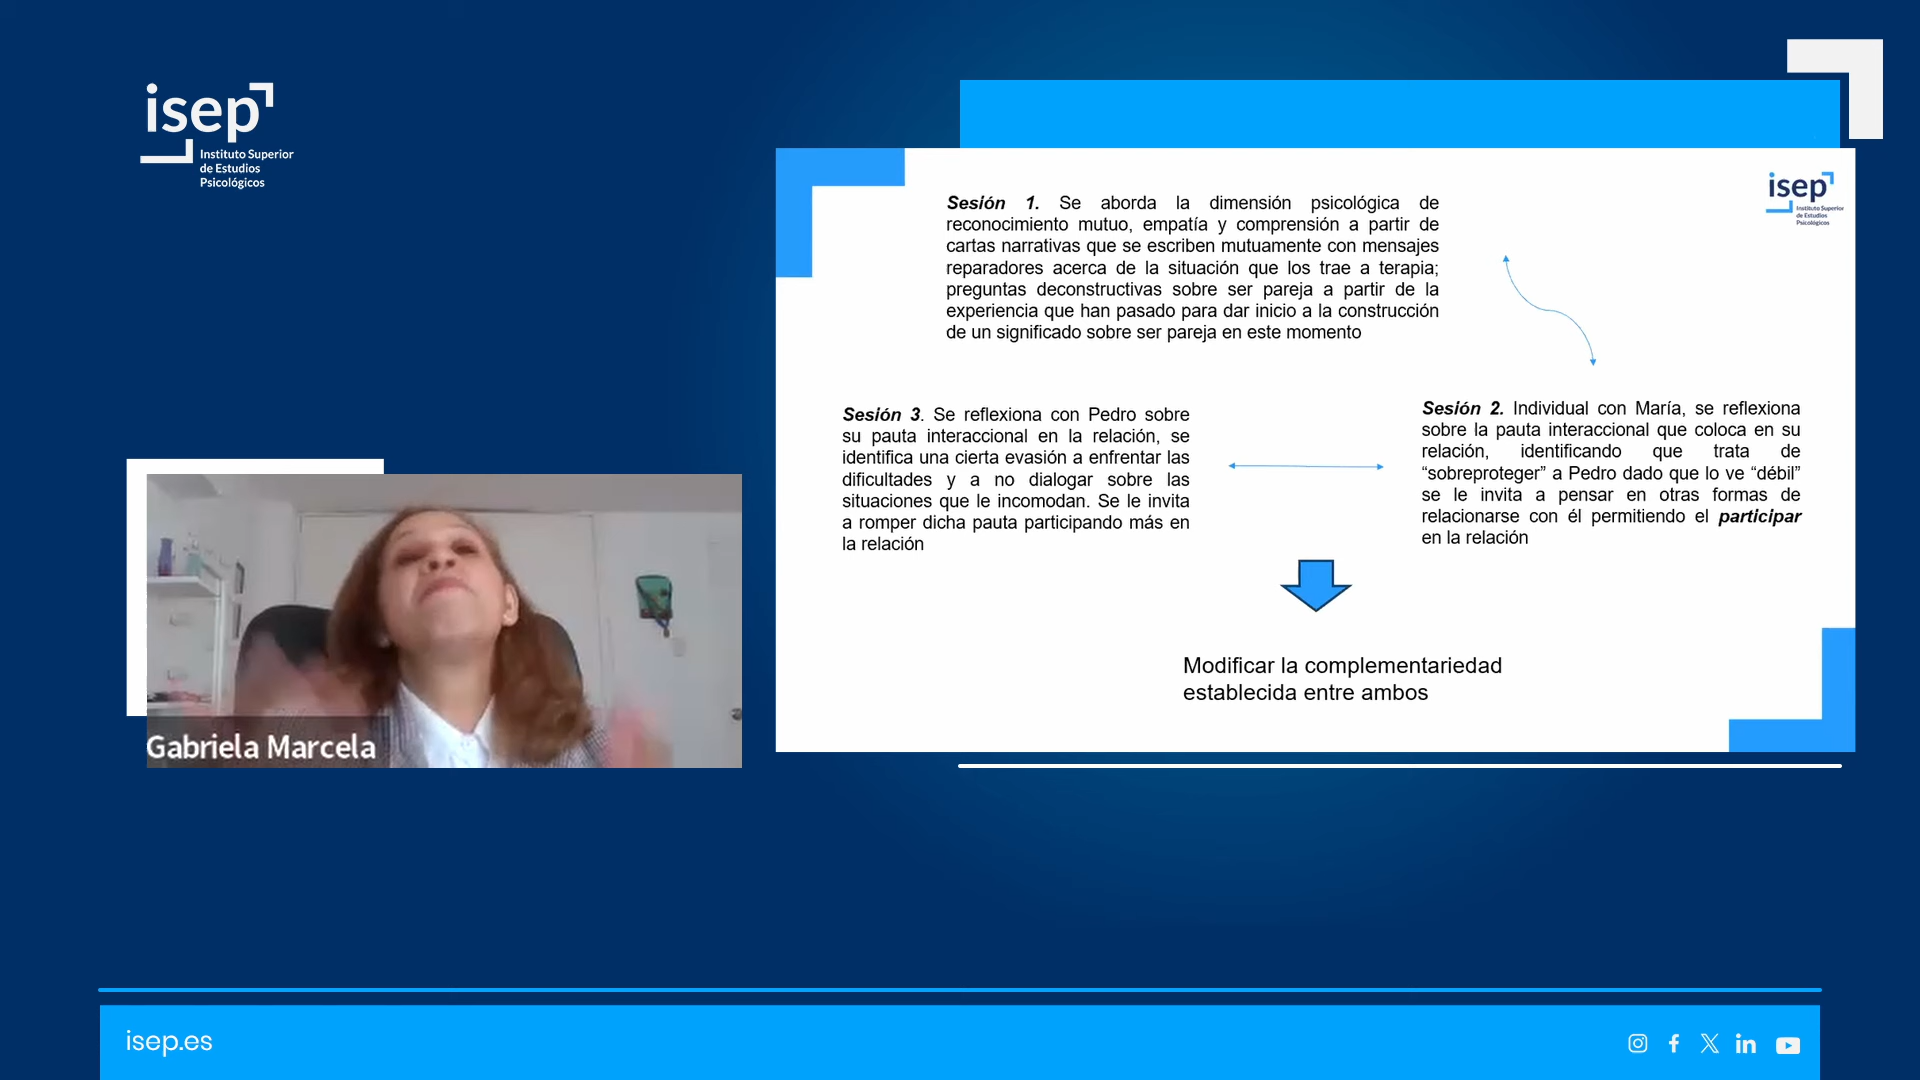 isep
Instituto Superior
de Estudios
Psicológicos
isep
Instituto Superior
de Estudios
Psicológicos
Sesión 1. Se aborda la dimensión psicológica de
reconocimiento mutuo, empatía y comprensión a partir de
cartas narrativas que se escriben mutuamente con mensajes
reparadores acerca de la situación que los trae a terapia;
preguntas deconstructivas sobre ser pareja a partir de la
experiencia que han pasado para dar inicio a la construcción
de un significado sobre ser pareja en este momento
Sesión 3. Se reflexiona con Pedro sobre
su pauta interaccional en la relación, se
identifica una cierta evasión a enfrentar las
dificultades y a no dialogar sobre las
situaciones que le incomodan. Se le invita
a romper dicha pauta participando más en
la relación
Sesión 2. Individual con María, se reflexiona
sobre la pauta interaccional que coloca en su
relación, identificando que trata de
“sobreproteger” a Pedro dado que lo ve “débil”
se le invita a pensar en otras formas de
relacionarse con él permitiendo el participar
en la relación
Modificar la complementariedad
establecida entre ambos
Gabriela Marcela
isep.es